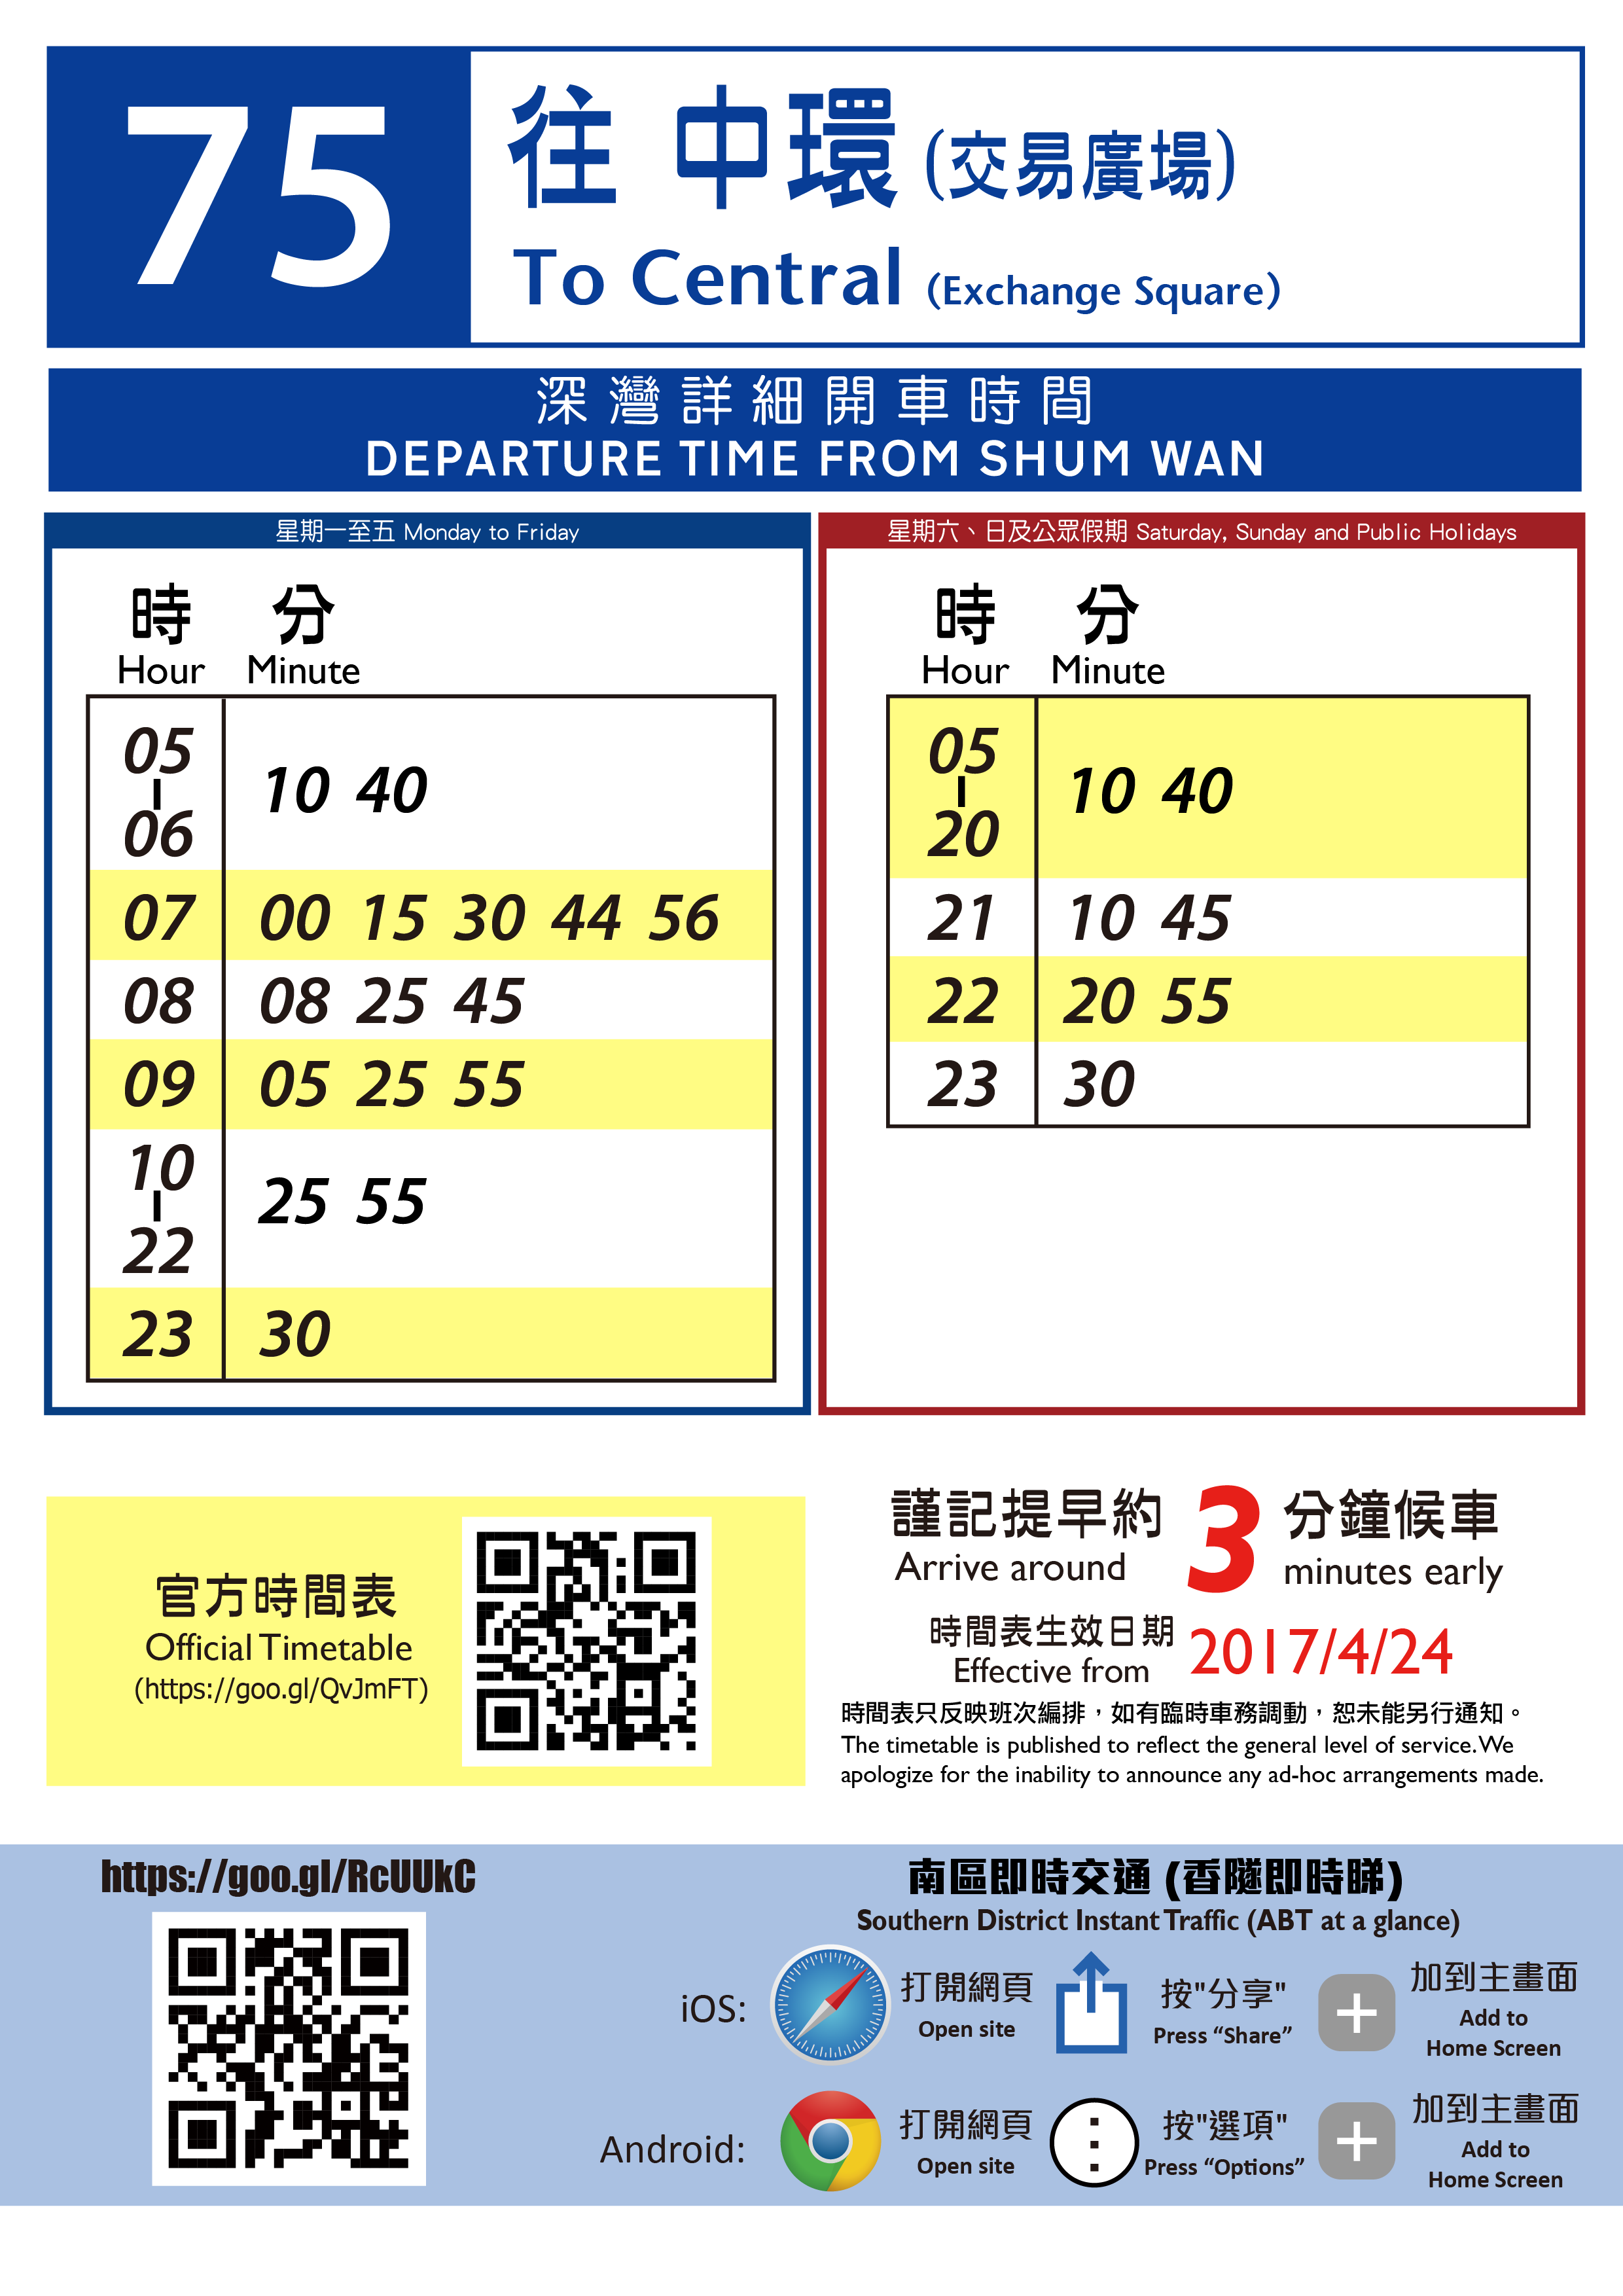 75
往 中環 (交易廣場)
To Central (Exchange Square)
深灣詳細開車時間
DEPARTURE TIME FROM SHUM WAN
星期一至五 Monday to Friday
時 分
Hour Minute
05
|
06
10 40
07 00 15 30 44 56
08 08 25 45
09 05 25 55
10
|
22
25 55
23 30
星期六、日及公眾假期 Saturday, Sunday and Public Holidays
時 分
Hour Minute
05
|
20
10 40
21 10 45
22 20 55
23 30
官方時間表
Official Timetable
(https://goo.gl/QvJmFT)
謹記提早約 3 分鐘候車
Arrive around minutes early
時間表生效日期
Effective from
2017/4/24
時間表只反映班次編排，如有臨時車務調動，恕未能另行通知。
The timetable is published to reflect the general level of service. We
apologize for the inability to announce any ad-hoc arrangements made.
https://goo.gl/RcUUkC
南區即時交通 (香隧即時睇)
Southern District Instant Traffic (ABT at a glance)
iOS:
打開網頁
Open site
按"分享"
Press “Share”
加到主畫面
Add to
Home Screen
Android:
打開網頁
Open site
按"選項"
Press “Options”
加到主畫面
Add to
Home Screen